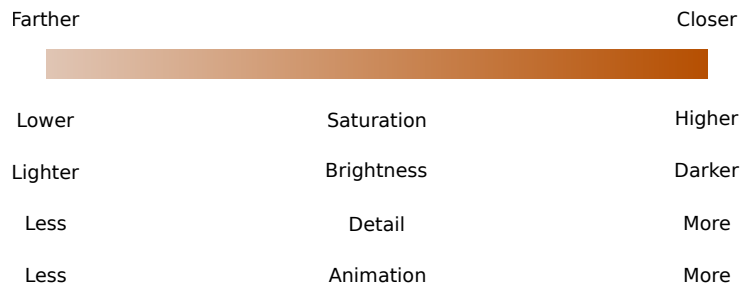 Farther Closer
Lower Saturation Higher
Lighter Brightness Darker
Less Detail More
Less Animation More